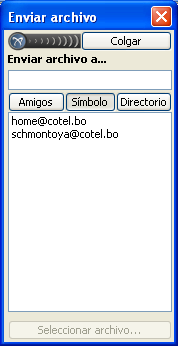 Enviar archivo
Colgar
Enviar archivo a...
Amigos Símbolo Directorio
home@cotel.bo
schmontoya@cotel.bo
Seleccionar archivo...